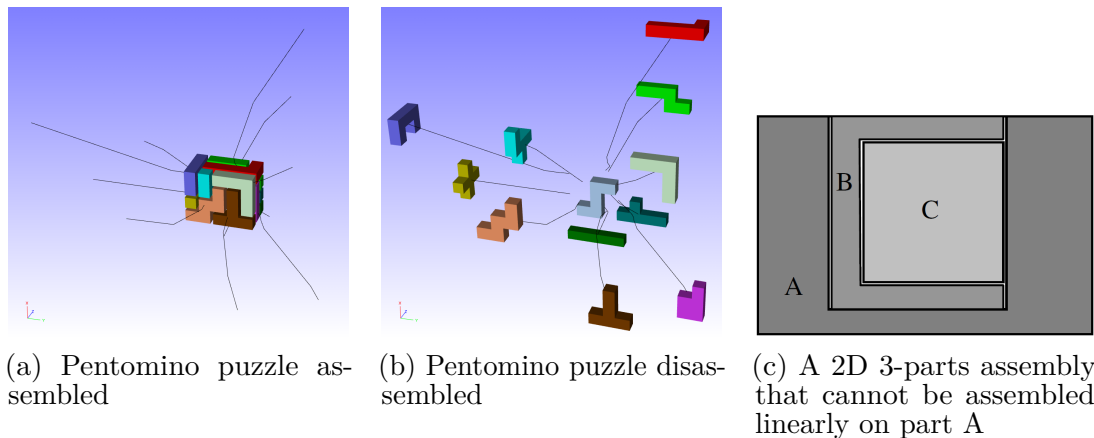 A
B
C
(a) Pentomino puzzle as-
sembled
(b) Pentomino puzzle disas-
sembled
(c) A 2D 3-parts assembly
that cannot be assembled
linearly on part A